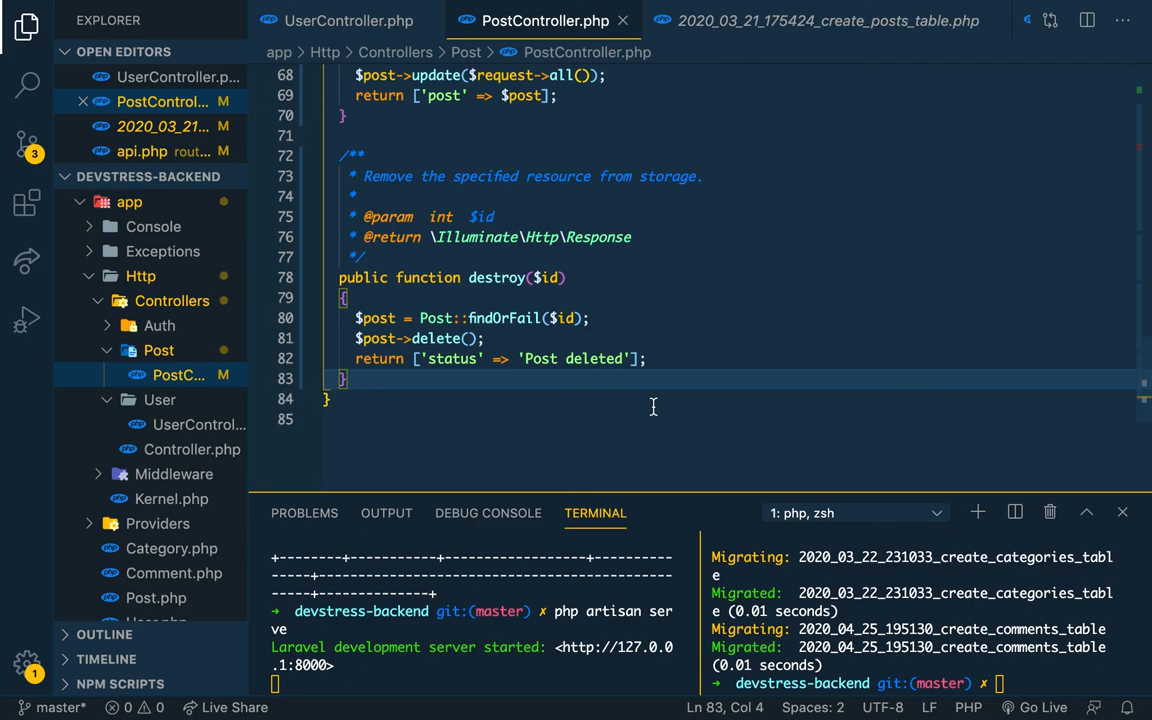 EXPLORER
OPEN EDITORS
UserController.p...
PostControl... M
2020_03_21... M
api.php rout... M
DEVSTRESS-BACKEND
app
Console
Exceptions
Http
Controllers
Auth
Post
PostC... M
User
UserControl...
Controller.php
Middleware
Kernel.php
Providers
Category.php
Comment.php
Post.php
OUTLINE
TIMELINE
NPM SCRIPTS
3
1
UserController.php
PostController.php
2020_03_21_175424_create_posts_table.php
app > Http > Controllers > Post > PostController.php
68 $post->update($request->all());
69 return ['post' => $post];
70 }
71
72 /**
73 * Remove the specified resource from storage.
74 *
75 * @param int $id
76 * @return \Illuminate\Http\Response
77 */
78 public function destroy($id)
79 {
80 $post = Post::findOrFail($id);
81 $post->delete();
82 return ['status' => 'Post deleted'];
83 }
84 }
85
PROBLEMS OUTPUT DEBUG CONSOLE TERMINAL 1: php, zsh
+--------+-----------+------------------+----------
-----+---------------------------------------------
-----+--------------+
→ devstress-backend git:(master) ✗ php artisan ser
ve
Laravel development server started: <http://127.0.0
.1:8000>
Migrating: 2020_03_22_231033_create_categories_tabl
e
Migrated: 2020_03_22_231033_create_categories_tabl
e (0.01 seconds)
Migrating: 2020_04_25_195130_create_comments_table
Migrated: 2020_04_25_195130_create_comments_table
(0.01 seconds)
→ devstress-backend git:(master) ✗
master* 0 0 Live Share Ln 83, Col 4 Spaces: 2 UTF-8 LF PHP Go Live